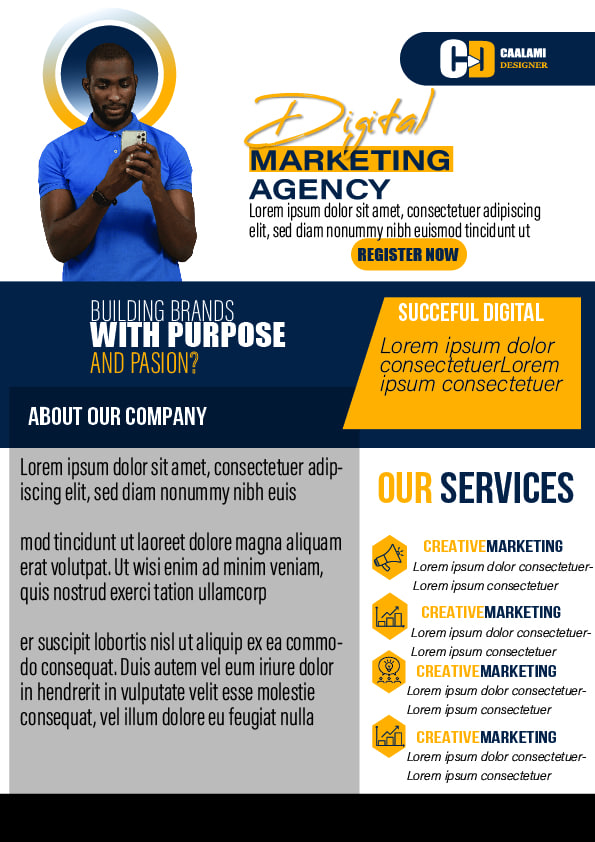 CD CAALAMI
DESIGNER
Digital
MARKETING
AGENCY
Lorem ipsum dolor sit amet, consectetuer adipiscing
elit, sed diam nonummy nibh euismod tincidunt ut
REGISTER NOW
BUILDING BRANDS
WITH PURPOSE
AND PASION?
SUCCEFUL DIGITAL
Lorem ipsum dolor
consectetuerLorem
ipsum consectetuer
ABOUT OUR COMPANY
Lorem ipsum dolor sit amet, consectetuer adip-
iscing elit, sed diam nonummy nibh euis
mod tincidunt ut laoreet dolore magna aliquam
erat volutpat. Ut wisi enim ad minim veniam,
quis nostrud exerci tation ullamcorp
er suscipit lobortis nisl ut aliquip ex ea commo-
do consequat. Duis autem vel eum iriure dolor
in hendrerit in vulputate velit esse molestie
consequat, vel illum dolore eu feugiat nulla
OUR SERVICES
CREATIVEMARKETING
Lorem ipsum dolor consectetuer-
Lorem ipsum consectetuer
CREATIVEMARKETING
Lorem ipsum dolor consectetuer-
Lorem ipsum consectetuer
CREATIVEMARKETING
Lorem ipsum dolor consectetuer-
Lorem ipsum consectetuer
CREATIVEMARKETING
Lorem ipsum dolor consectetuer-
Lorem ipsum consectetuer